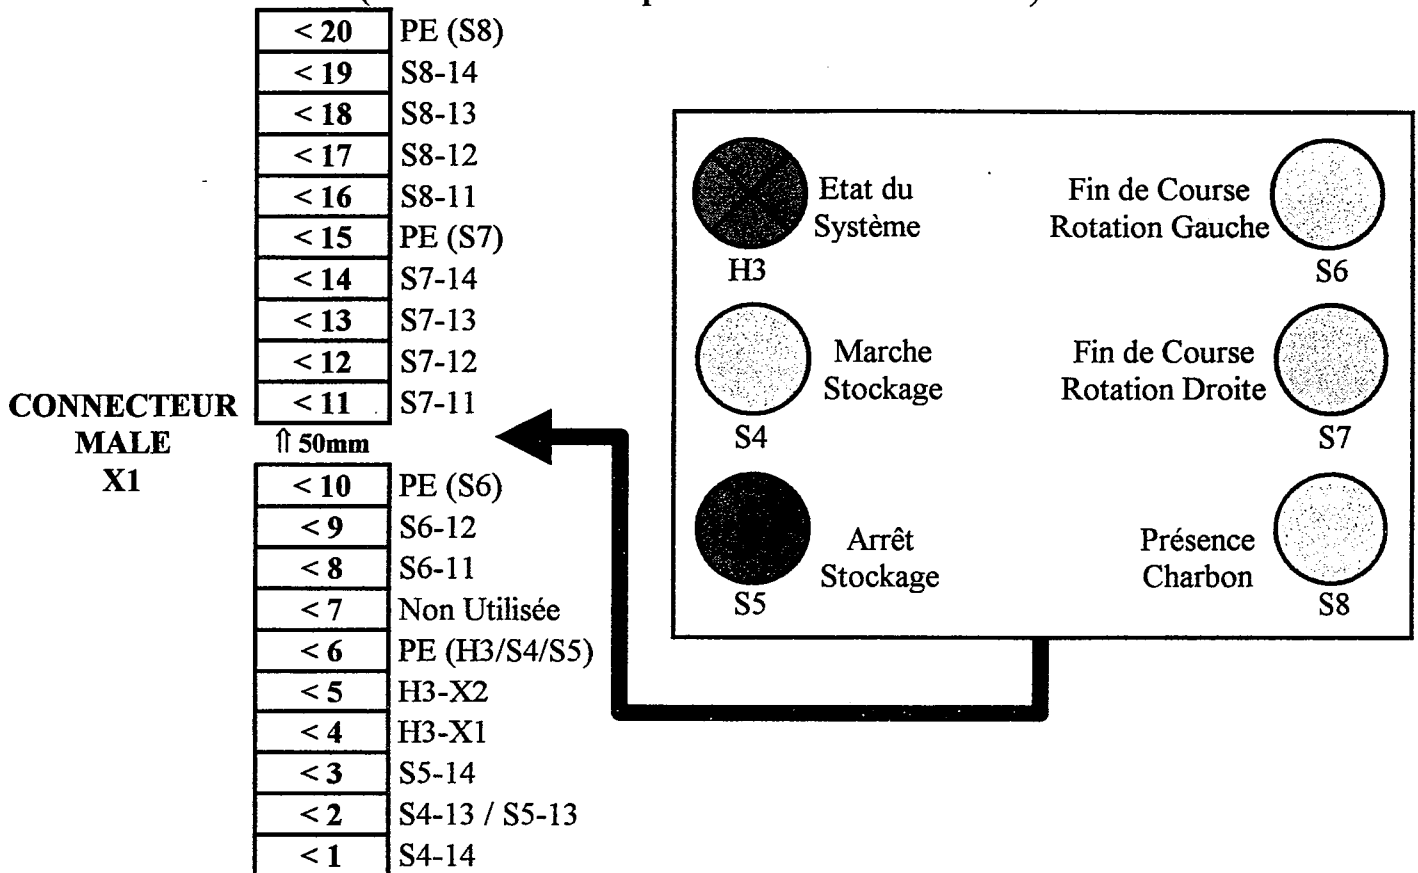 < 20 PE (S8)
< 19 S8-14
< 18 S8-13
< 17 S8-12
< 16 S8-11
< 15 PE (S7)
< 14 S7-14
< 13 S7-13
< 12 S7-12
< 11 S7-11
CONNECTEUR
MALE
X1
⇑ 50mm
< 10 PE (S6)
< 9 S6-12
< 8 S6-11
< 7 Non Utilisée
< 6 PE (H3/S4/S5)
< 5 H3-X2
< 4 H3-X1
< 3 S5-14
< 2 S4-13 / S5-13
< 1 S4-14
Etat du
Système
H3
Fin de Course
Rotation Gauche
S6
Marche
Stockage
S4
Fin de Course
Rotation Droite
S7
Arrêt
Stockage
S5
Présence
Charbon
S8